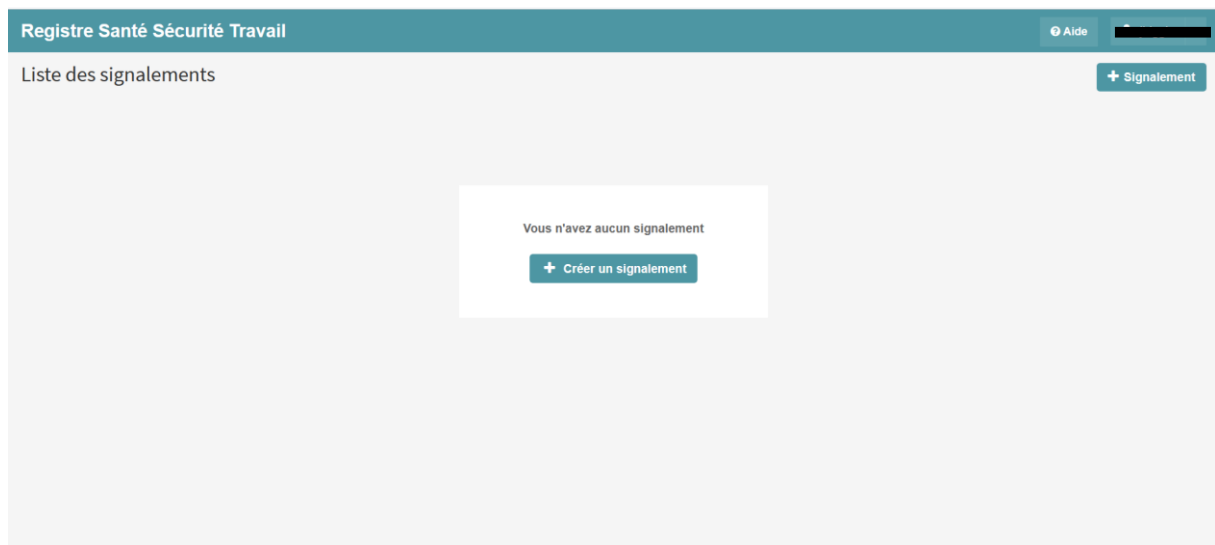 Registre Santé Sécurité Travail
Aide
Liste des signalements
+ Signalement
Vous n'avez aucun signalement
+ Créer un signalement